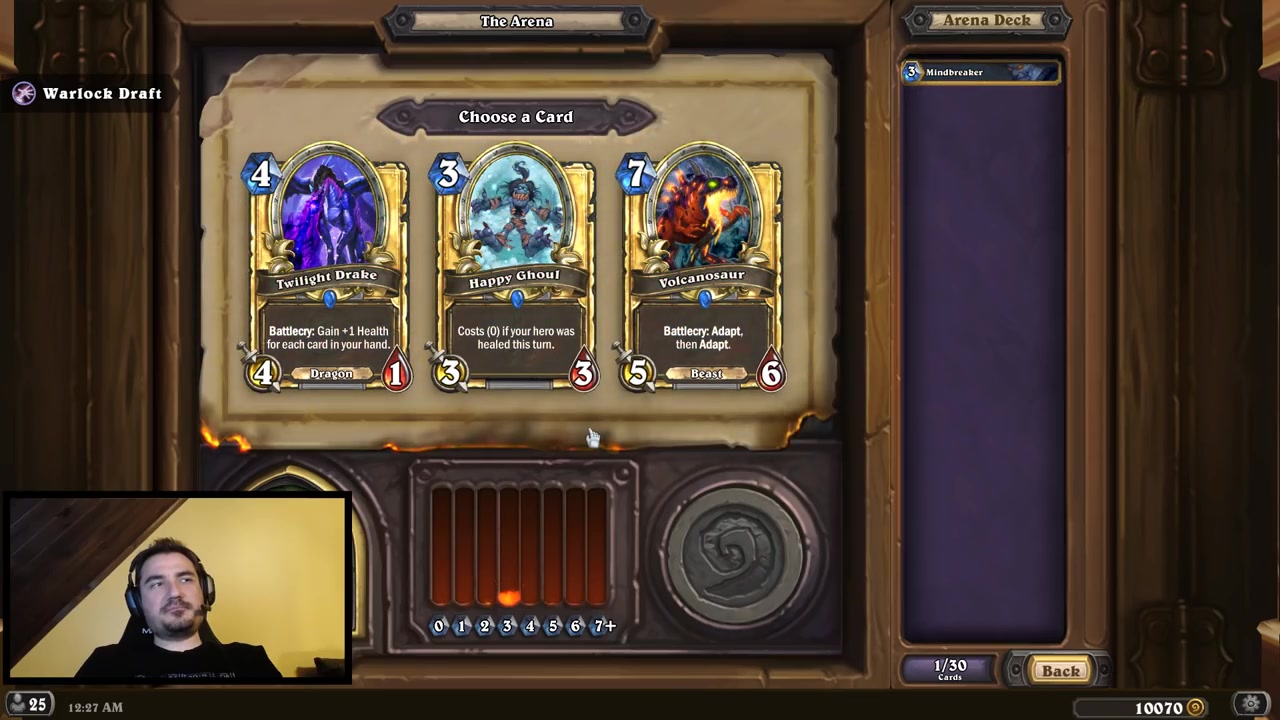 The Arena
Arena Deck
3 Mindbreaker
Warlock Draft
Choose a Card
4
Twilight Drake
Battlecry: Gain +1 Health
for each card in your hand.
4 Dragon 1
3
Happy Ghoul
Costs (0) if your hero was
healed this turn.
3 3
7
Volcanosaur
Battlecry: Adapt,
then Adapt.
5 Beast 6
0 1 2 3 4 5 6 7+
1/30
Cards
Back
25
12:27 AM
10070